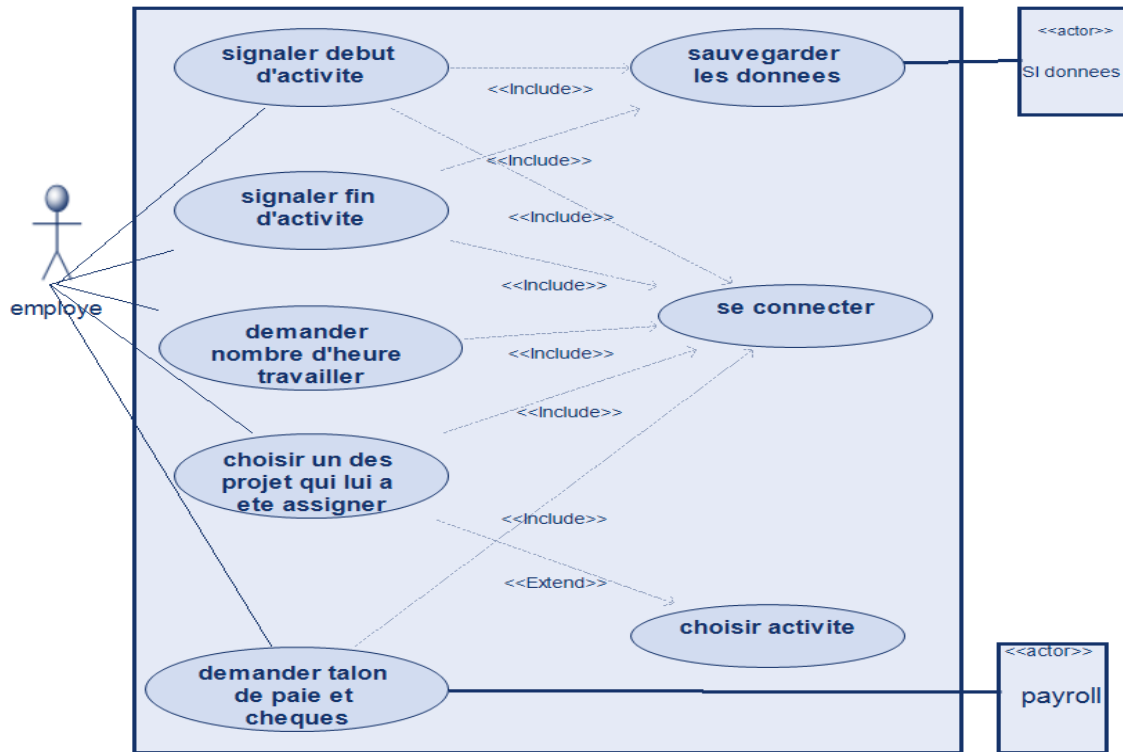 signaler debut
d'activite
sauvegarder
les donnees
<<actor>>
SI donnees
<<Include>>
<<Include>>
signaler fin
d'activite
<<Include>>
<<Include>>
employe
se connecter
demander
nombre d'heure
travailler
<<Include>>
<<Include>>
choisir un des
projet qui lui a
ete assigner
<<Include>>
<<Extend>>
choisir activite
demander talon
de paie et
cheques
<<actor>>
payroll